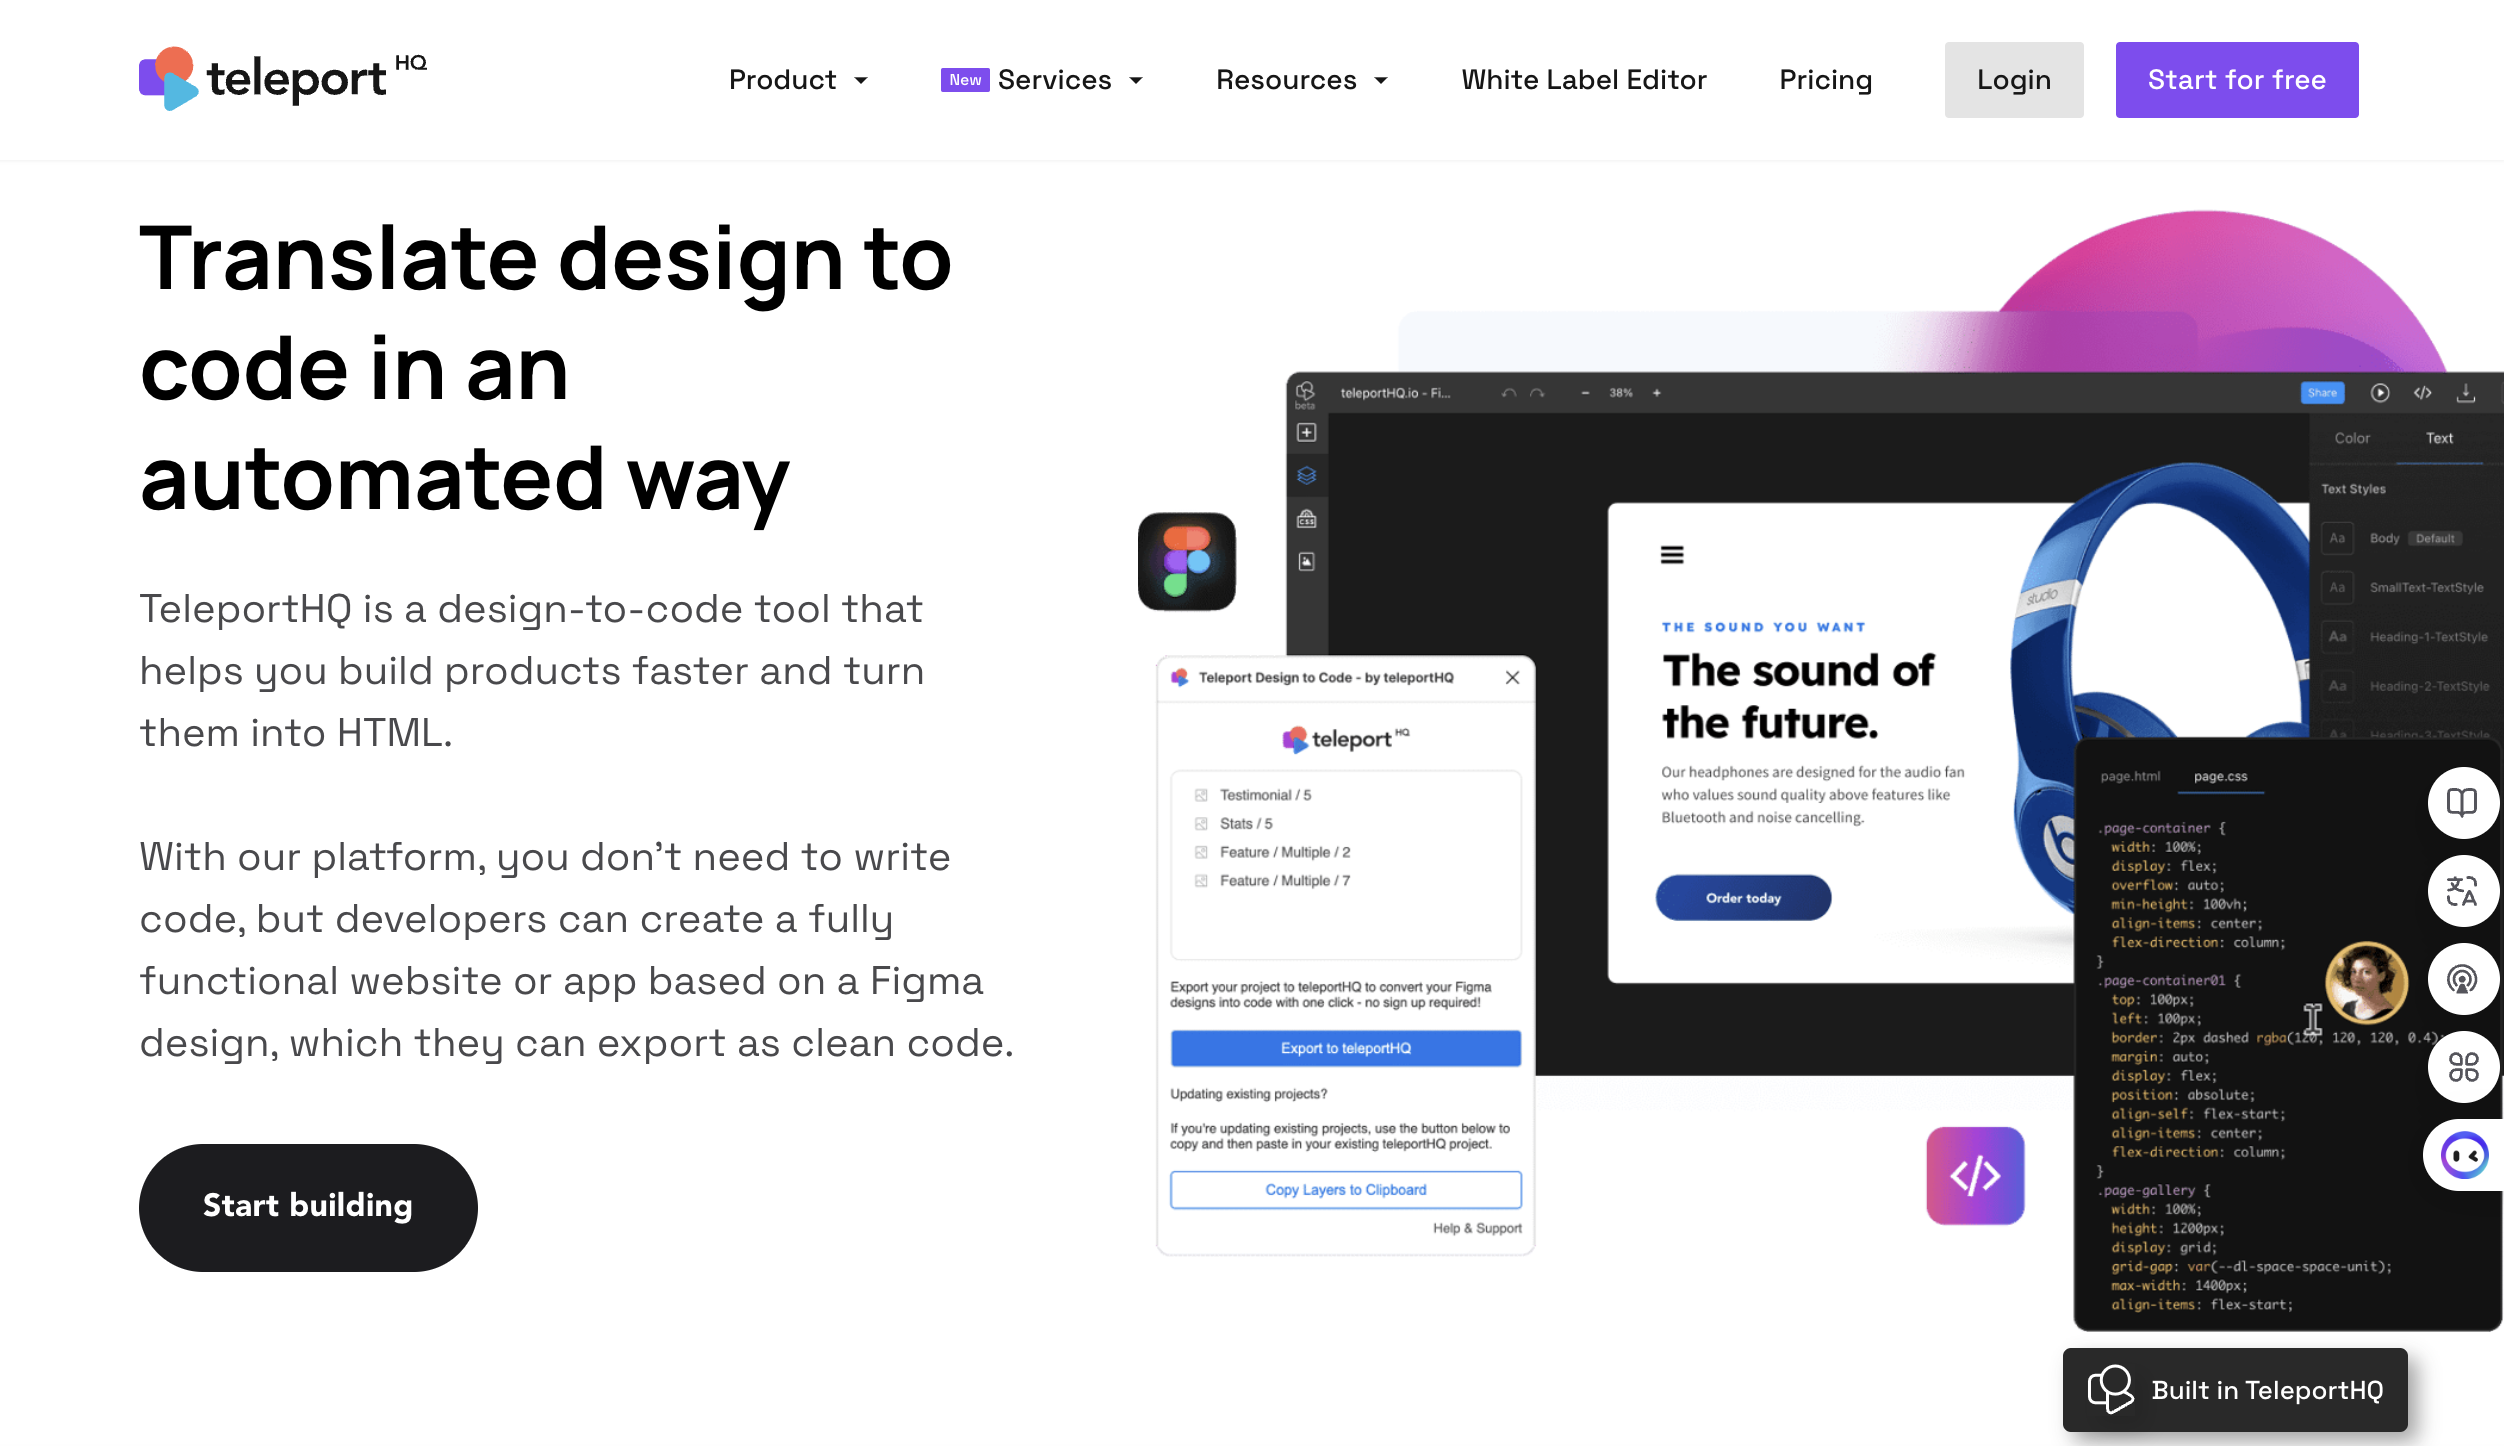 teleport HQ
Product
New Services
Resources
White Label Editor
Pricing
Login
Start for free
Translate design to
code in an
automated way
TeleportHQ is a design-to-code tool that
helps you build products faster and turn
them into HTML.
With our platform, you don't need to write
code, but developers can create a fully
functional website or app based on a Figma
design, which they can export as clean code.
Start building
beta
teleportHQ.io - Fi...
38%
Share
Color
Text
Text Styles
Aa Body Default
Aa SmallText-TextStyle
Aa Heading-1-TextStyle
Aa Heading-2-TextStyle
Aa Heading-3-TextStyle
CSS
studio
THE SOUND YOU WANT
The sound of
the future.
Our headphones are designed for the audio fan
who values sound quality above features like
Bluetooth and noise cancelling.
Order today
Teleport Design to Code - by teleportHQ
teleport HQ
Testimonial / 5
Stats / 5
Feature / Multiple / 2
Feature / Multiple / 7
Export your project to teleportHQ to convert your Figma
designs into code with one click - no sign up required!
Export to teleportHQ
Updating existing projects?
If you're updating existing projects, use the button below to
copy and then paste in your existing teleportHQ project.
Copy Layers to Clipboard
Help & Support
page.html
page.css
.page-container {
width: 100%;
display: flex;
overflow: auto;
min-height: 100vh;
align-items: center;
flex-direction: column;
}
.page-container01 {
top: 100px;
left: 100px;
border: 2px dashed rgba(120, 120, 120, 0.4);
margin: auto;
display: flex;
position: absolute;
align-self: flex-start;
align-items: center;
flex-direction: column;
}
.page-gallery {
width: 100%;
height: 1200px;
display: grid;
grid-gap: var(--dl-space-space-unit);
max-width: 1400px;
align-items: flex-start;
Built in TeleportHQ